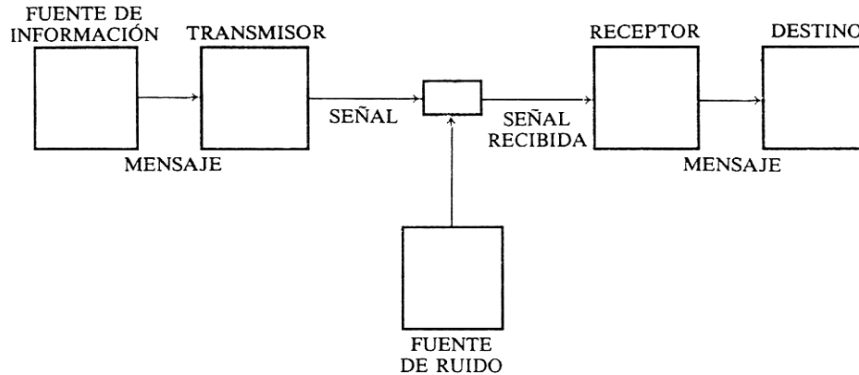 FUENTE DE
INFORMACIÓN
TRANSMISOR
RECEPTOR
DESTINO
SEÑAL
SEÑAL
RECIBIDA
MENSAJE
MENSAJE
FUENTE
DE RUIDO